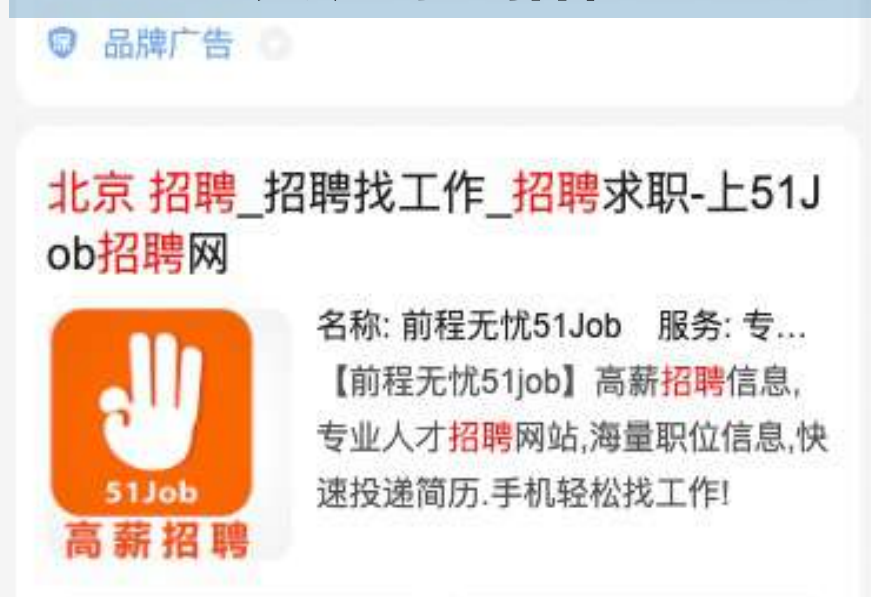 品牌广告
北京 招聘_招聘找工作_招聘求职-上51J
ob招聘网
名称: 前程无忧51Job 服务: 专...
【前程无忧51job】高薪招聘信息,
专业人才招聘网站,海量职位信息,快
速投递简历.手机轻松找工作!
51Job
高薪招聘